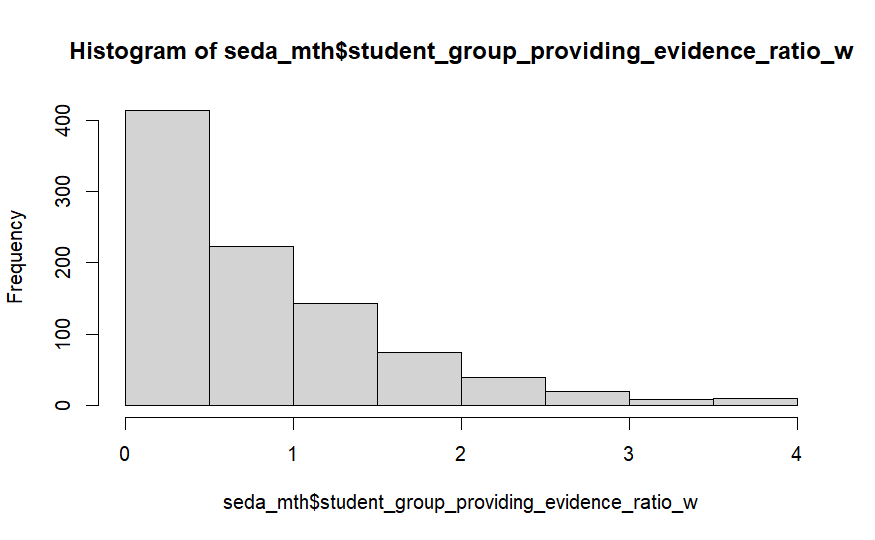 Histogram of seda_mth$student_group_providing_evidence_ratio_w
Frequency
400
300
200
100
0
0 1 2 3 4
seda_mth$student_group_providing_evidence_ratio_w